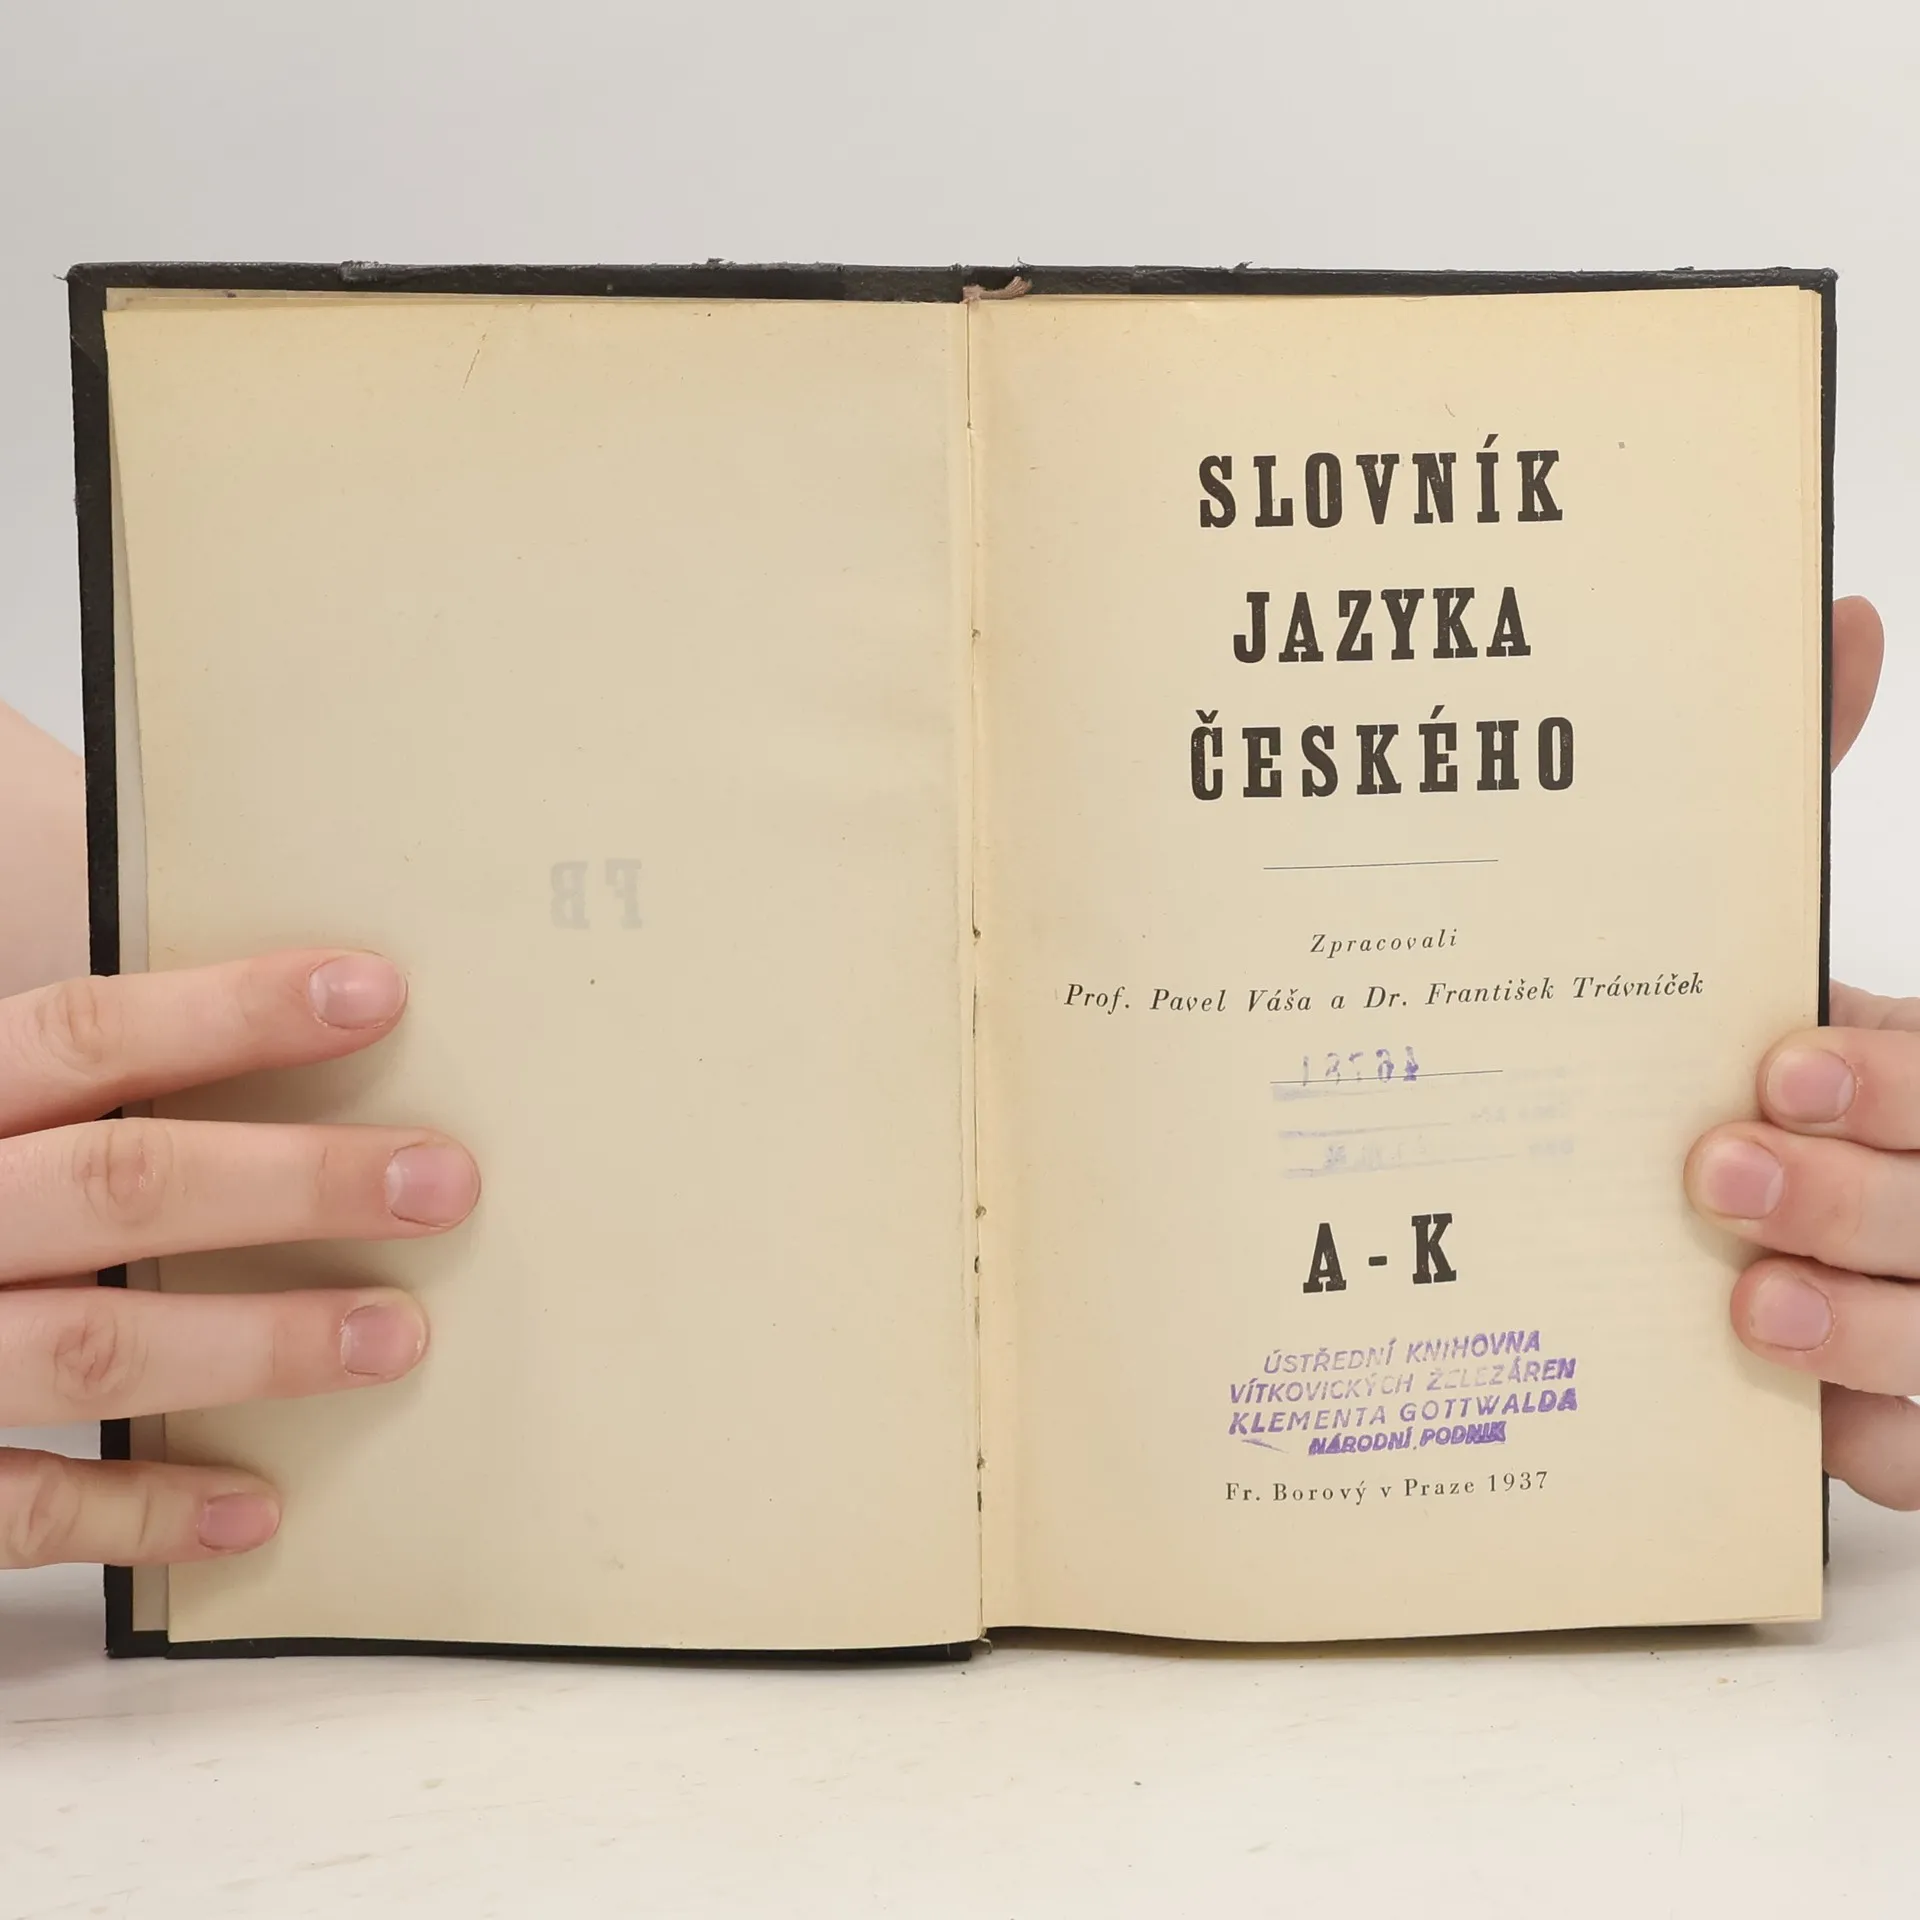 FB
SLOVNÍK
JAZYKA
ČESKÉHO
Zpracovali
Prof. Pavel Váša a Dr. František Trávníček
A - K
ÚSTŘEDNÍ KNIHOVNA
VÍTKOVICKÝCH ŽELEZÁREN
KLEMENTA GOTTWALDA
NÁRODNÍ PODNIK
Fr. Borový v Praze 1937